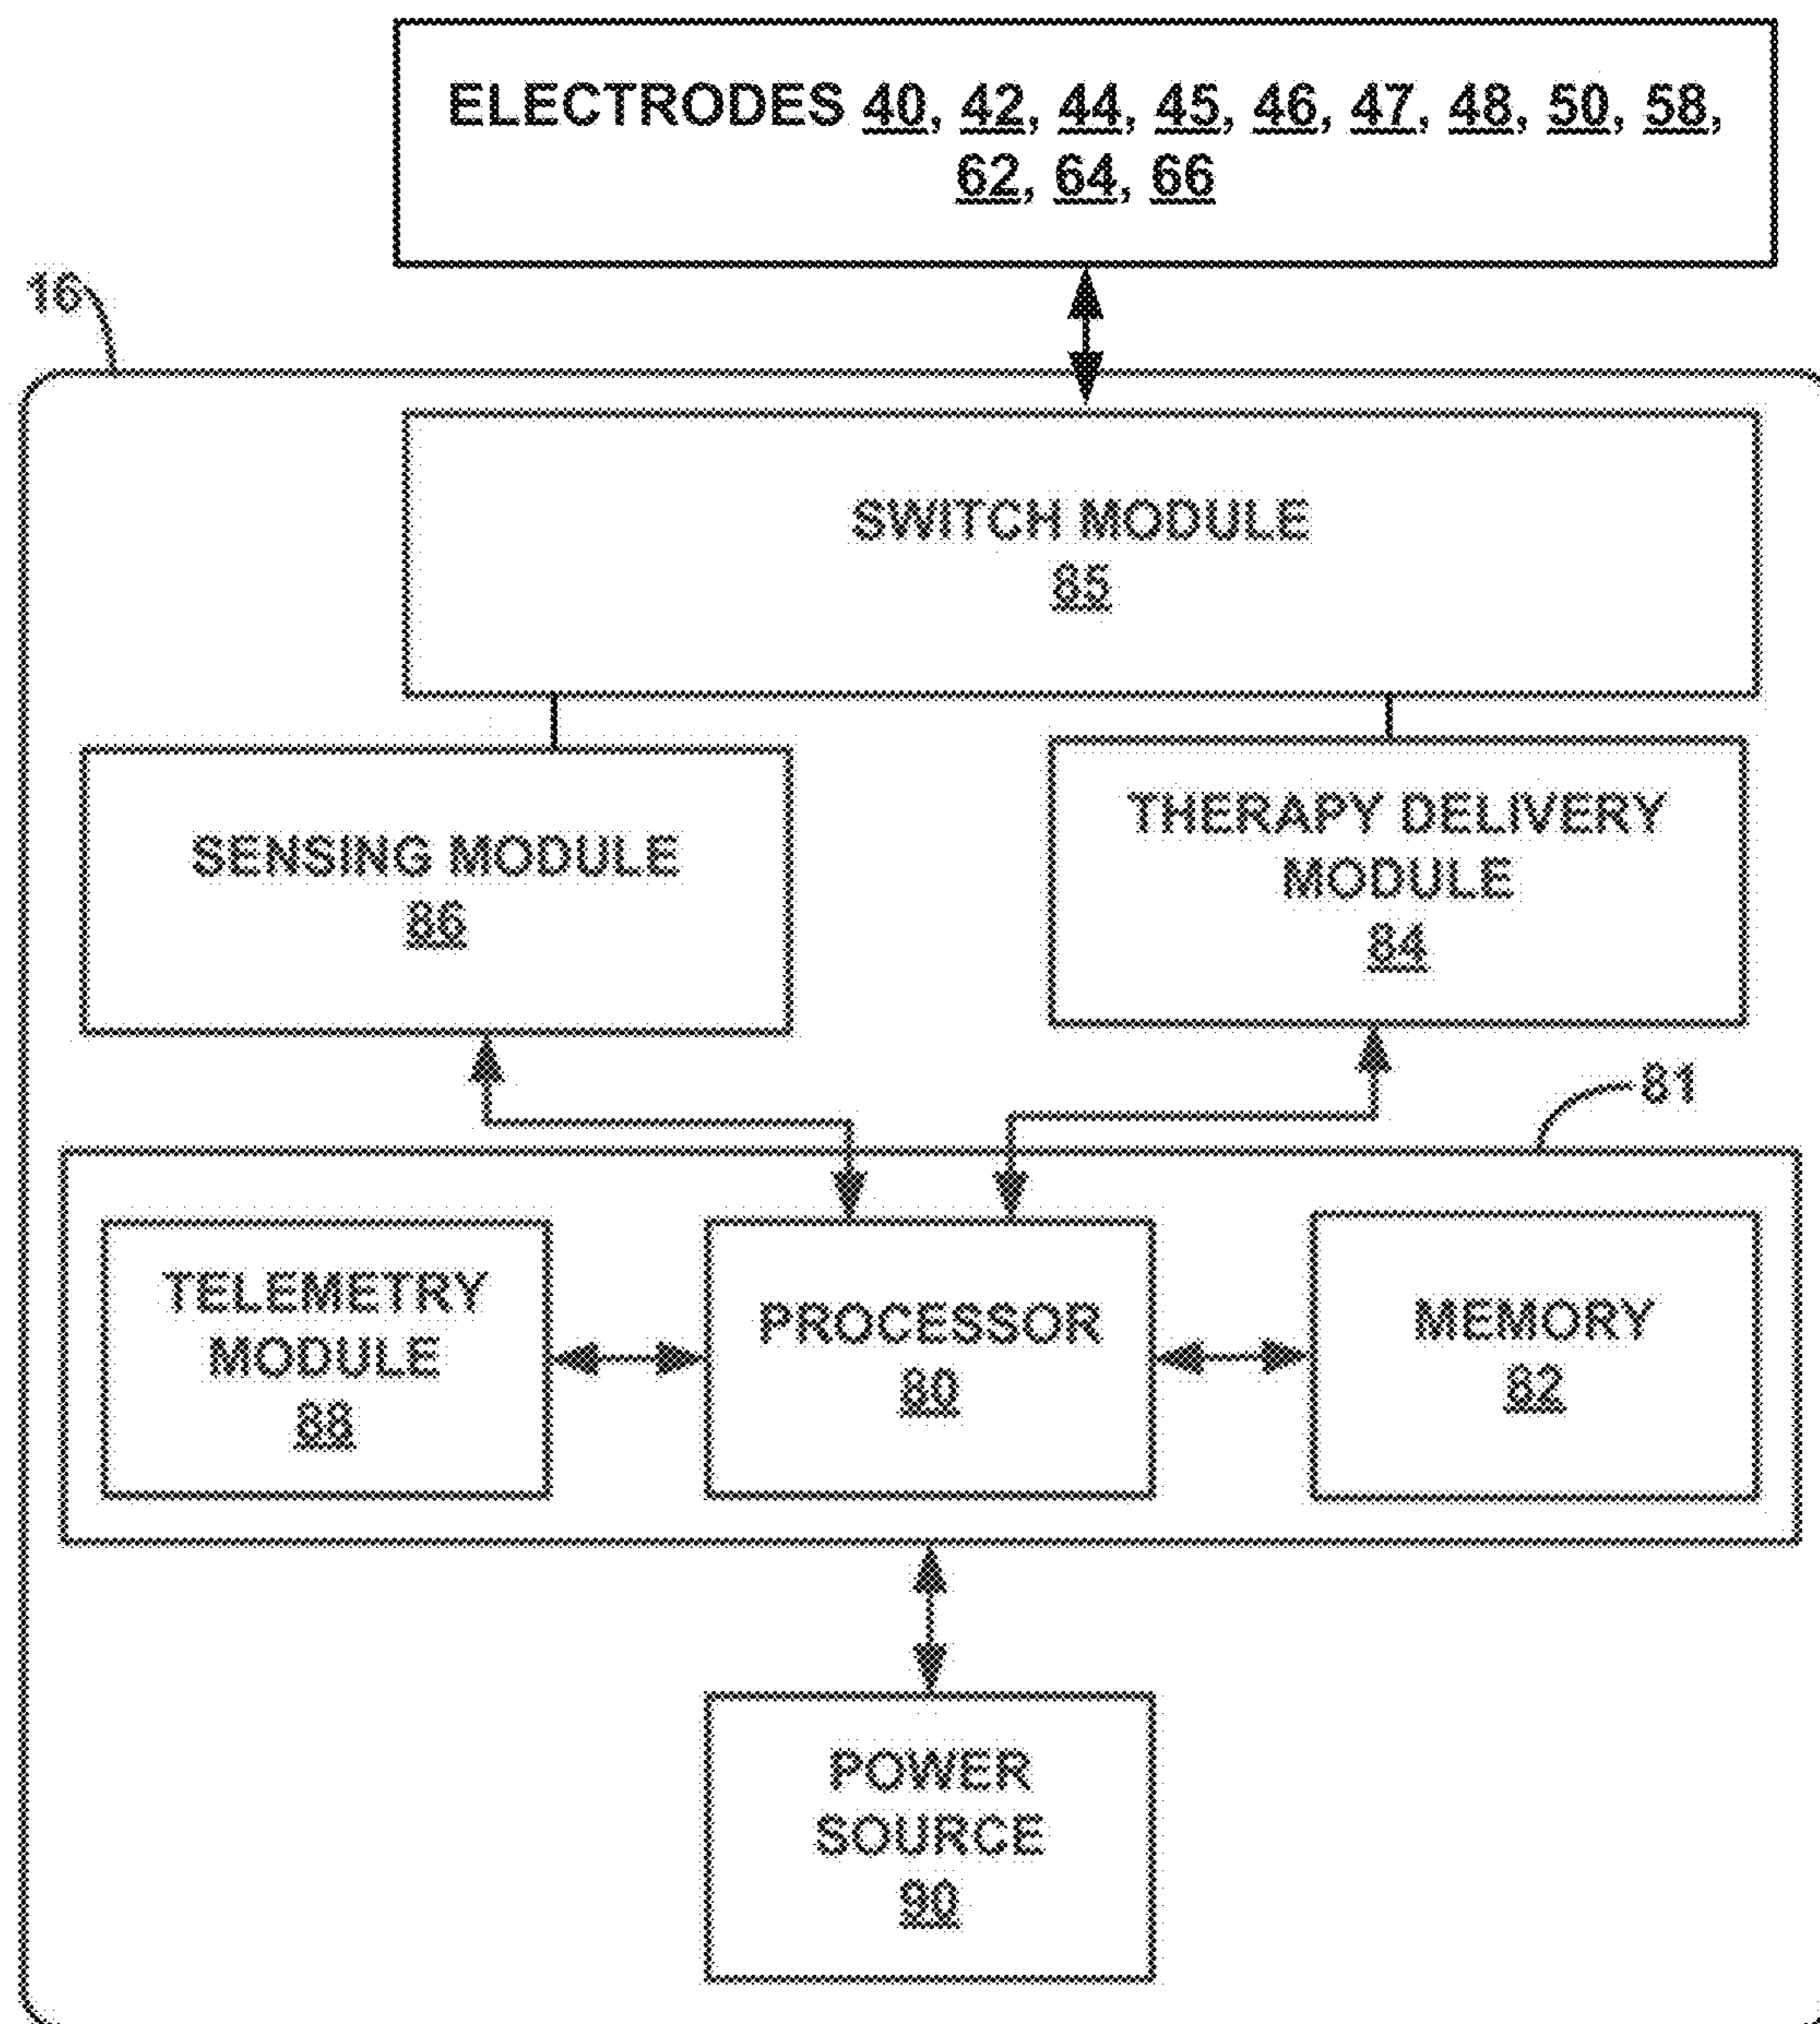 ELECTRODES 40, 42, 44, 45, 46, 47, 48, 50, 58,
62, 64, 66
16
SWITCH MODULE
85
SENSING MODULE
86
THERAPY DELIVERY
MODULE
84
81
TELEMETRY
MODULE
88
PROCESSOR
80
MEMORY
82
POWER
SOURCE
90